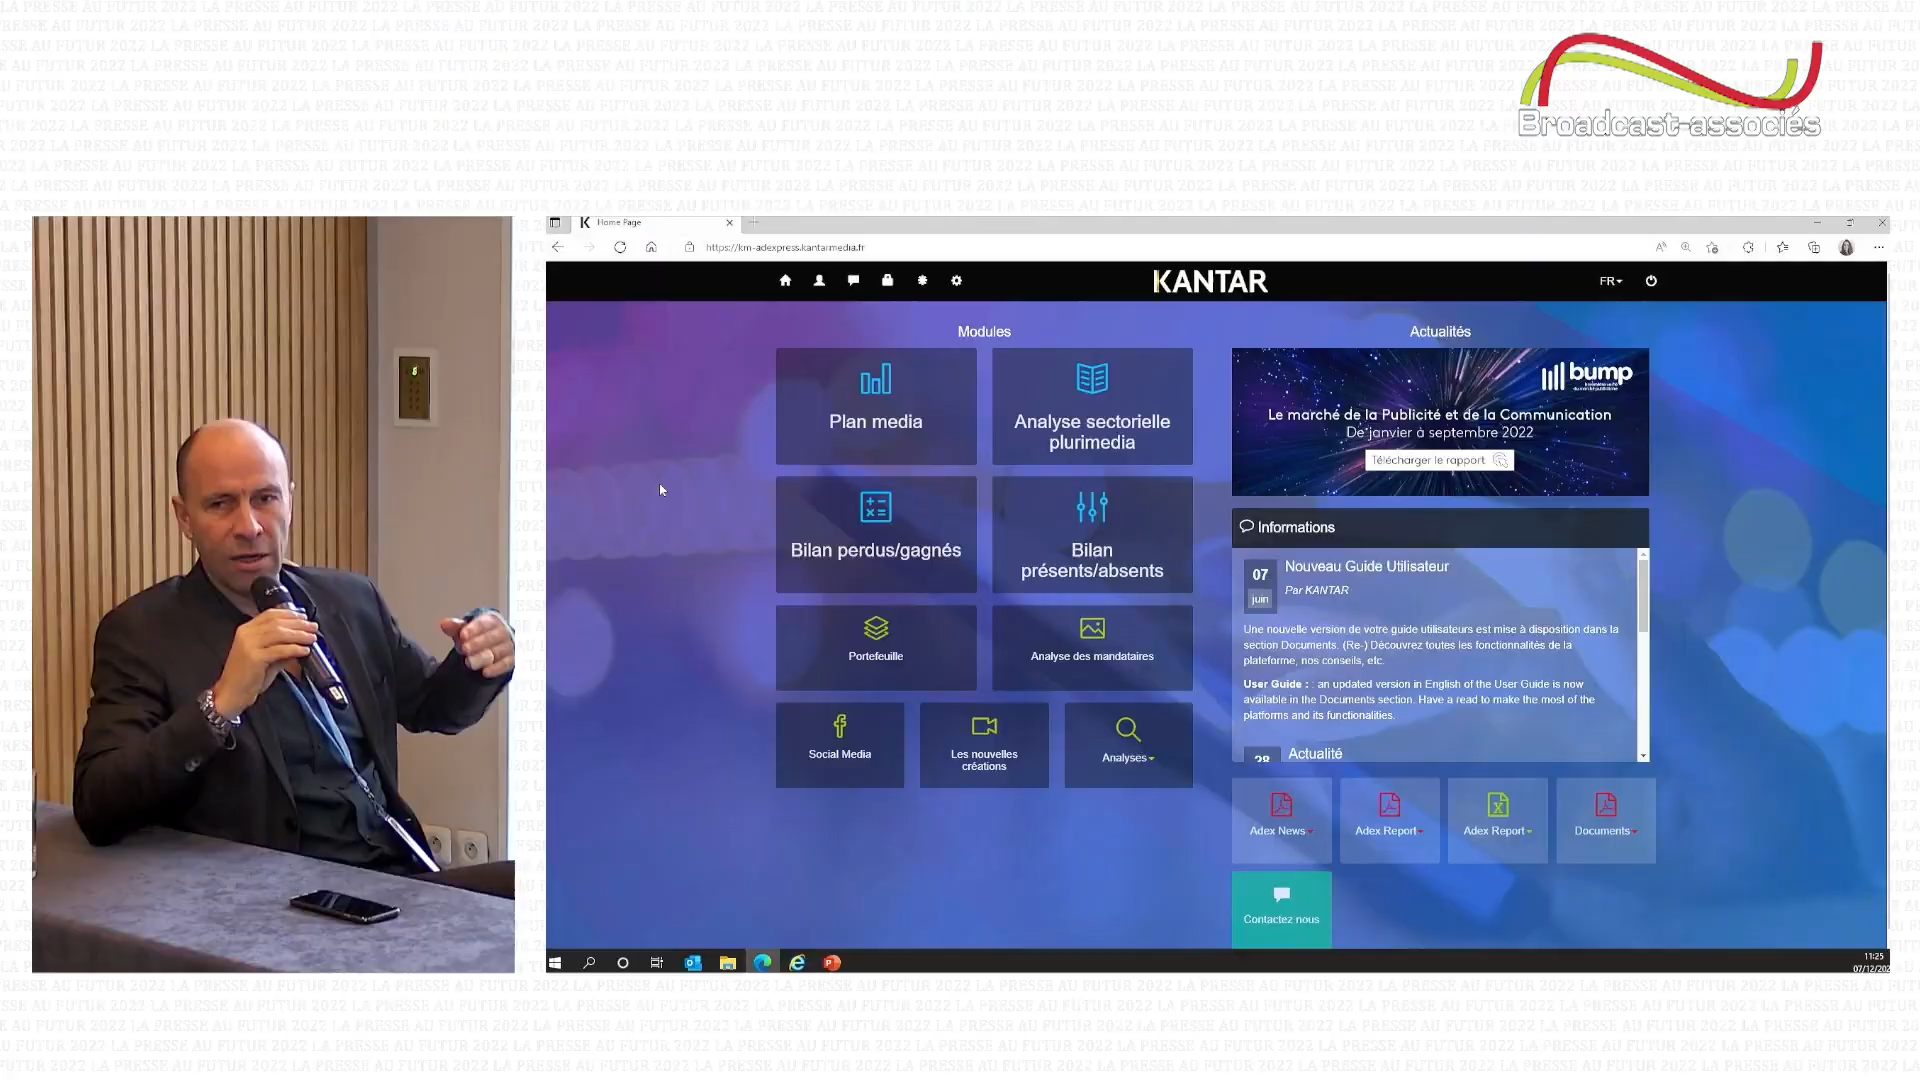 LA PRESSE AU FUTUR 2022
Broadcast-associés
Home Page
https://km-adexpress.kantarmedia.fr
KANTAR
FR
Modules
Actualités
Plan media
Analyse sectorielle
plurimedia
bump
Le marché de la Publicité et de la Communication
De janvier à septembre 2022
Télécharger le rapport
Bilan perdus/gagnés
Bilan
présents/absents
Informations
07
juin
Nouveau Guide Utilisateur
Par KANTAR
Une nouvelle version de votre guide utilisateurs est mise à disposition dans la
section Documents. (Re-) Découvrez toutes les fonctionnalités de la
plateforme, nos conseils, etc.
User Guide : : an updated version in English of the User Guide is now
available in the Documents section. Have a read to make the most of the
platforms and its functionalities.
28
Actualité
Portefeuille
Analyse des mandataires
Social Media
Les nouvelles
créations
Analyses
Adex News
Adex Report
Adex Report
Documents
Contactez nous
11:25
07/12/202